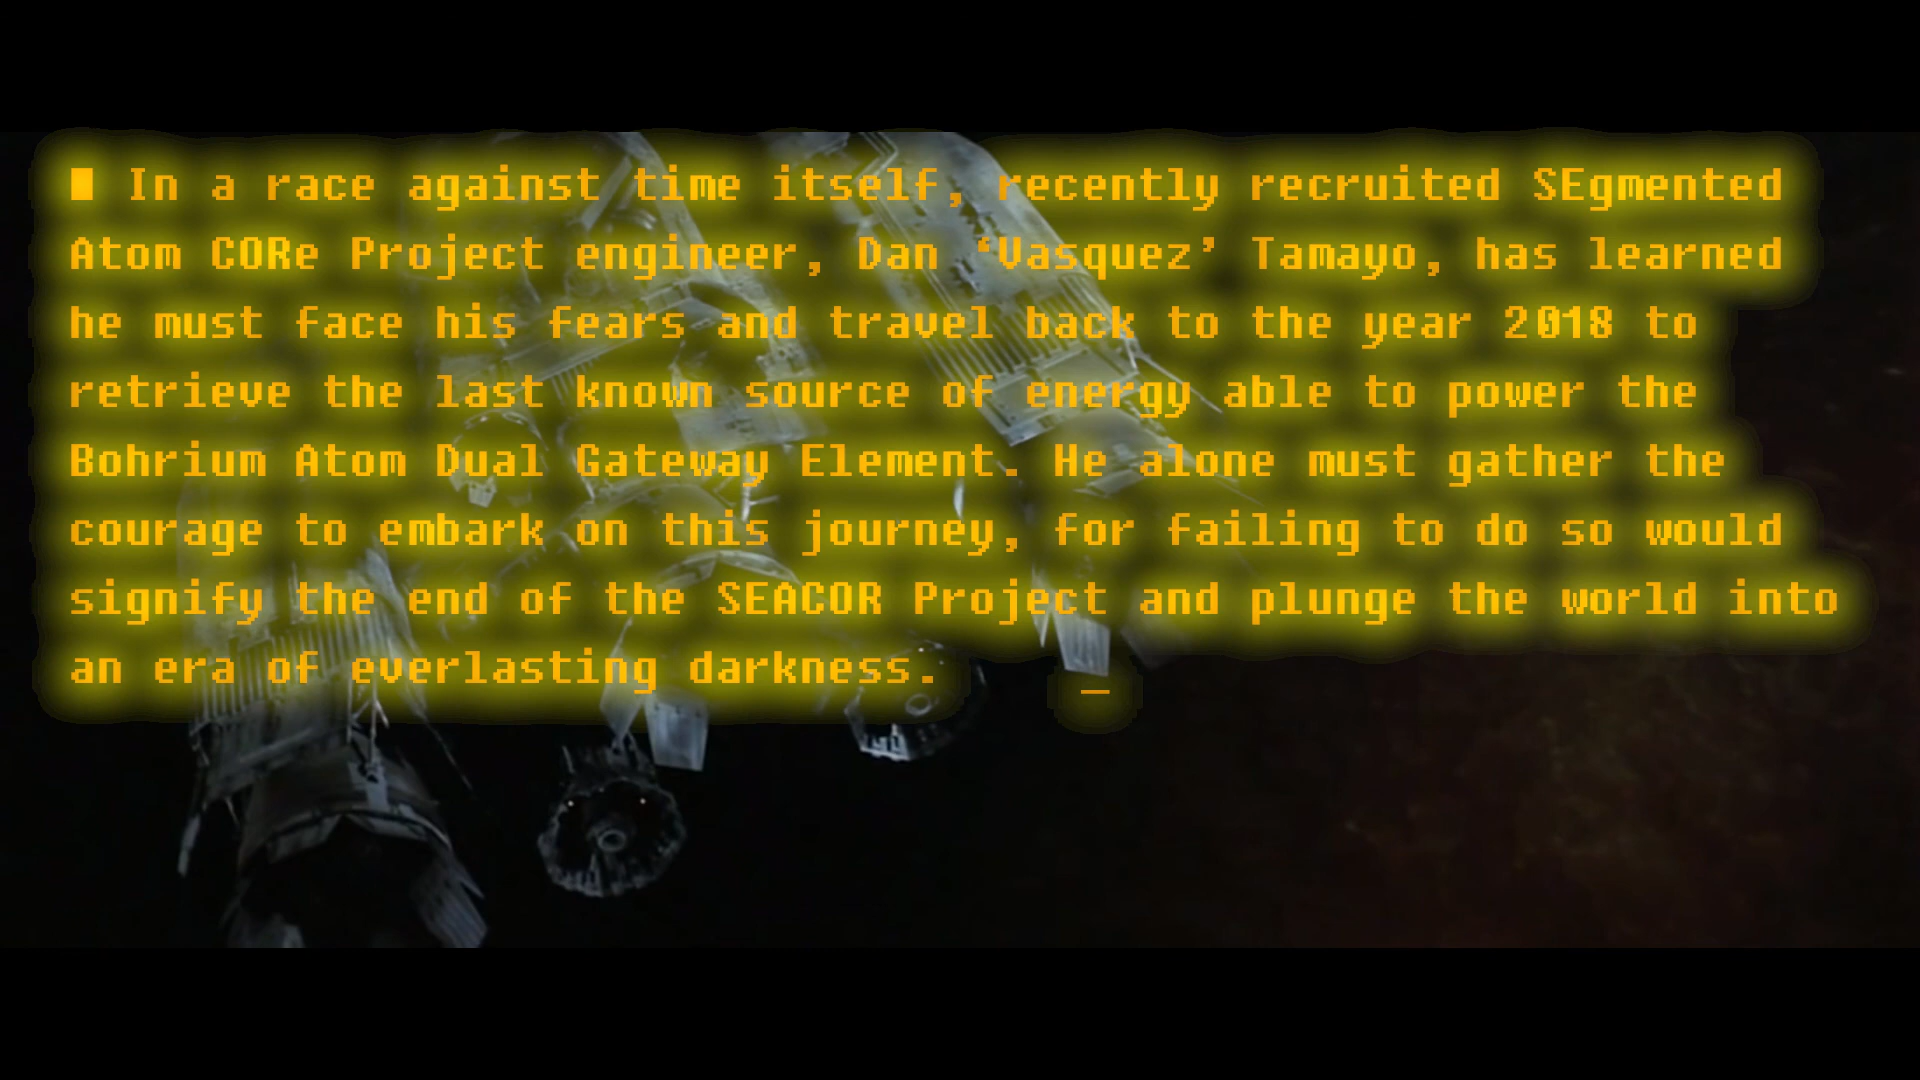 ■ In a race against time itself, recently recruited SEgmented
Atom CORe Project engineer, Dan ‘Vasquez’ Tamayo, has learned
he must face his fears and travel back to the year 2018 to
retrieve the last known source of energy able to power the
Bohrium Atom Dual Gateway Element. He alone must gather the
courage to embark on this journey, for failing to do so would
signify the end of the SEACOR Project and plunge the world into
an era of everlasting darkness. _